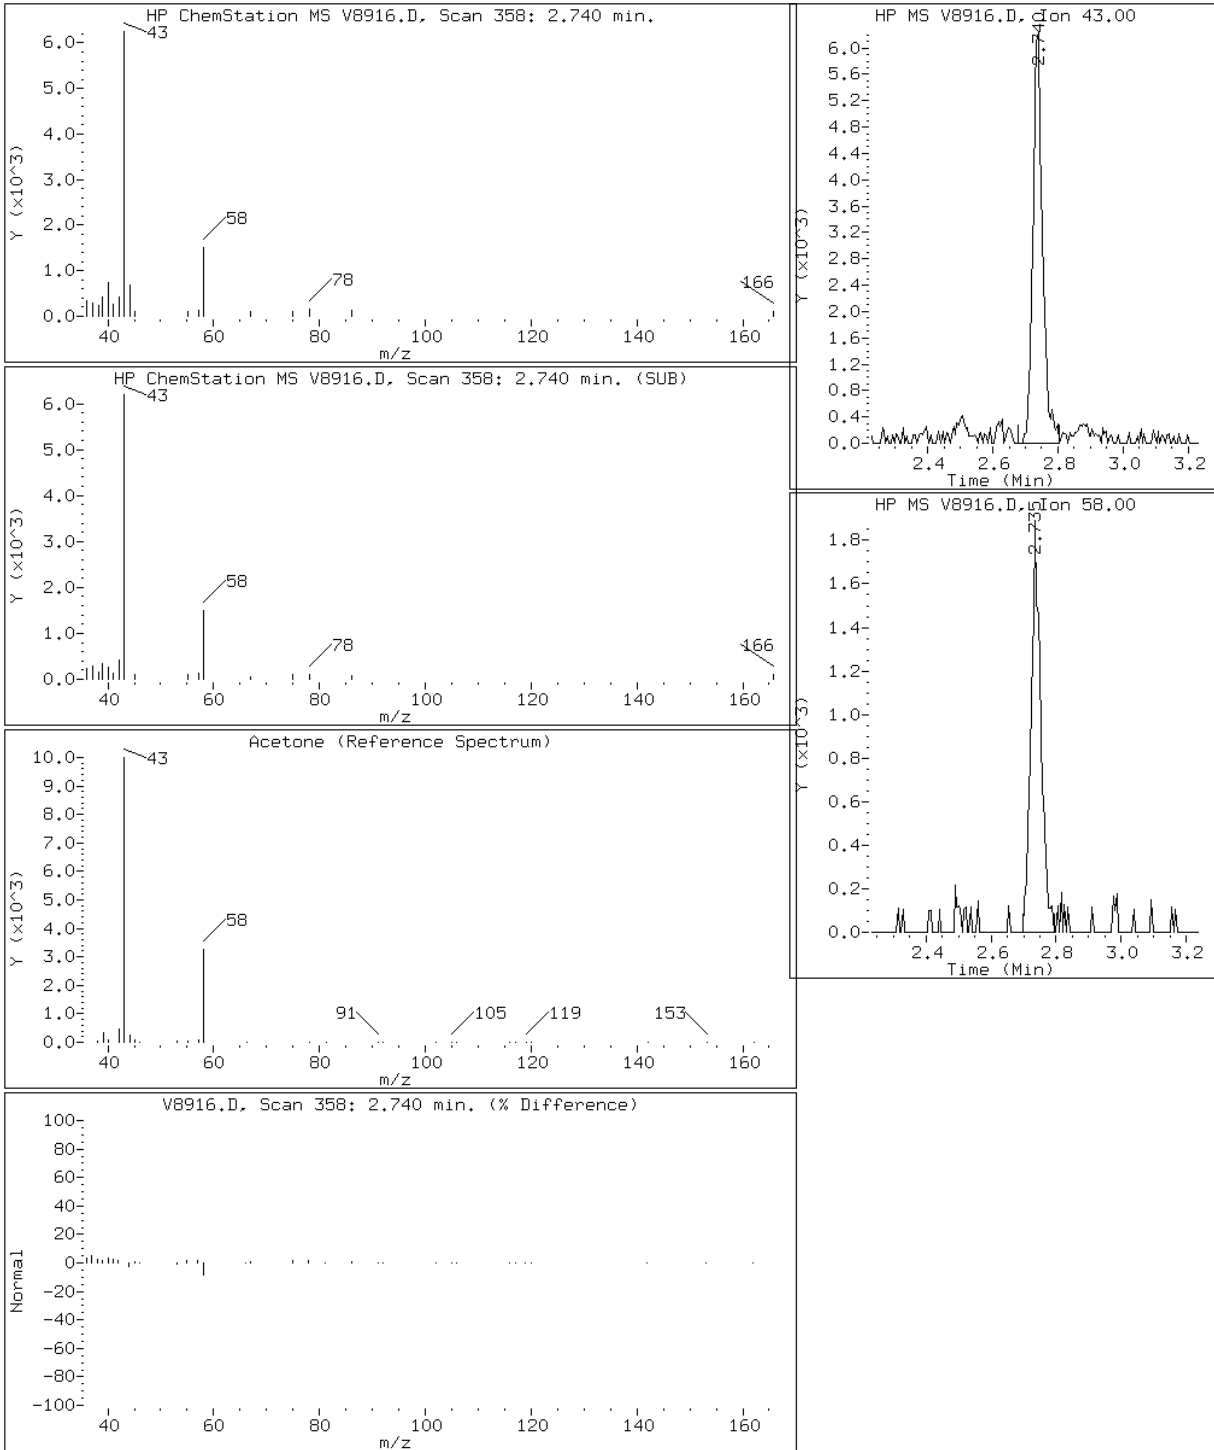 HP ChemStation MS V8916.D, Scan 358: 2.740 min.
43
6.0
5.0
4.0
3.0
2.0
1.0
0.0
Y (x10^3)
58
78
166
40 60 80 100 120 140 160
m/z
HP ChemStation MS V8916.D, Scan 358: 2.740 min. (SUB)
43
6.0
5.0
4.0
3.0
2.0
1.0
0.0
Y (x10^3)
58
78
166
40 60 80 100 120 140 160
m/z
Acetone (Reference Spectrum)
43
10.0
9.0
8.0
7.0
6.0
5.0
4.0
3.0
2.0
1.0
0.0
Y (x10^3)
58
91 105 119 153
40 60 80 100 120 140 160
m/z
V8916.D, Scan 358: 2.740 min. (% Difference)
100
80
60
40
20
0
-20
-40
-60
-80
-100
Normal
40 60 80 100 120 140 160
m/z
HP MS V8916.D, Ion 43.00
2.740
6.0
5.6
5.2
4.8
4.4
4.0
3.6
3.2
2.8
2.4
2.0
1.6
1.2
0.8
0.4
0.0
Y (x10^3)
2.4 2.6 2.8 3.0 3.2
Time (Min)
HP MS V8916.D, Ion 58.00
2.735
1.8
1.6
1.4
1.2
1.0
0.8
0.6
0.4
0.2
0.0
Y (x10^3)
2.4 2.6 2.8 3.0 3.2
Time (Min)